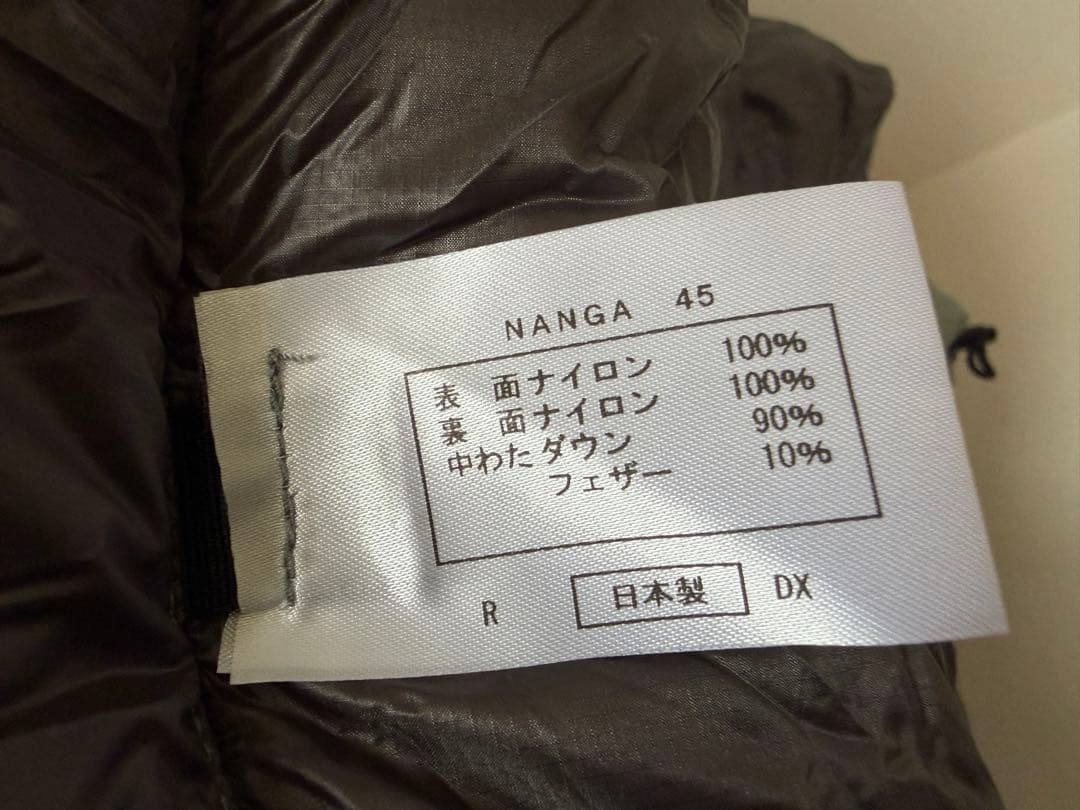 NANGA 45
表 面ナイロン 100%
裏 面ナイロン 100%
中わたダウン 90%
フェザー 10%
R 日本製 DX